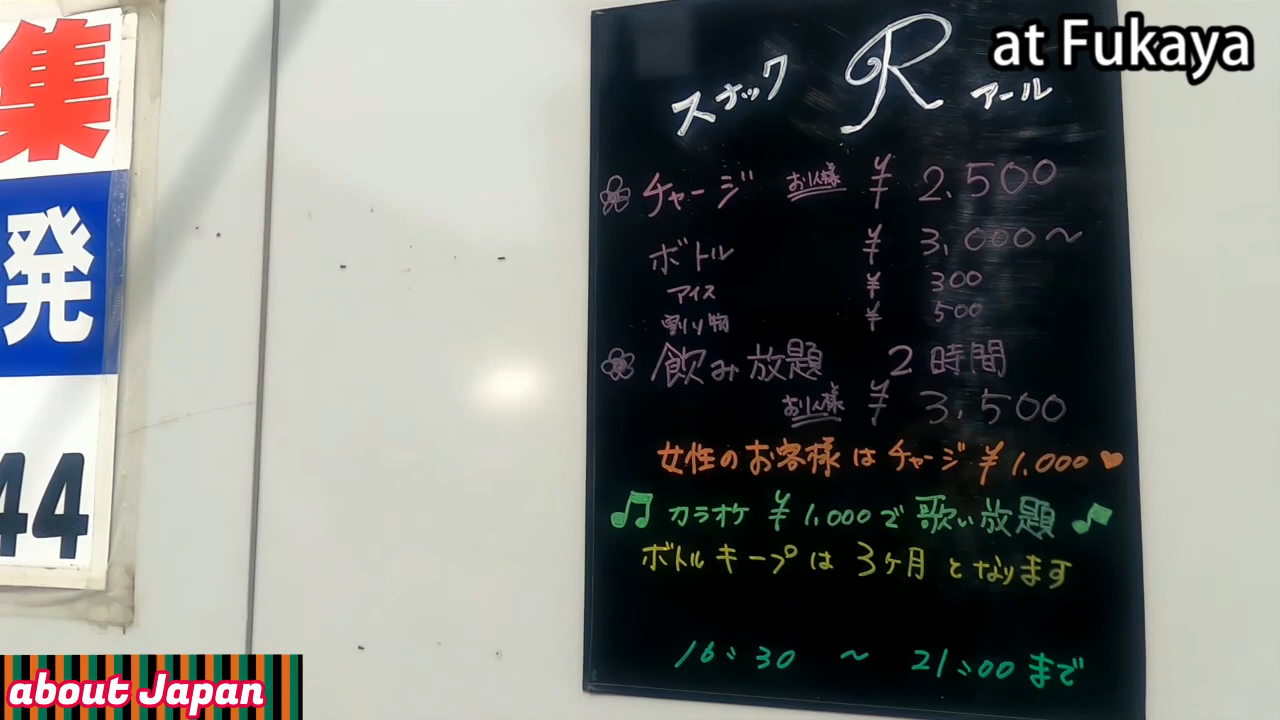 at Fukaya
集
発
44
スナック R アール
チャージ お1人様 ¥2,500
ボトル ¥3,000〜
アイス ¥300
割り物 ¥500
飲み放題 2時間
お1人様 ¥3,500
女性のお客様はチャージ¥1,000♥
♫ カラオケ ¥1,000で歌い放題 ♪
ボトルキープは3ヶ月となります
16:30 〜 21:00まで
about Japan